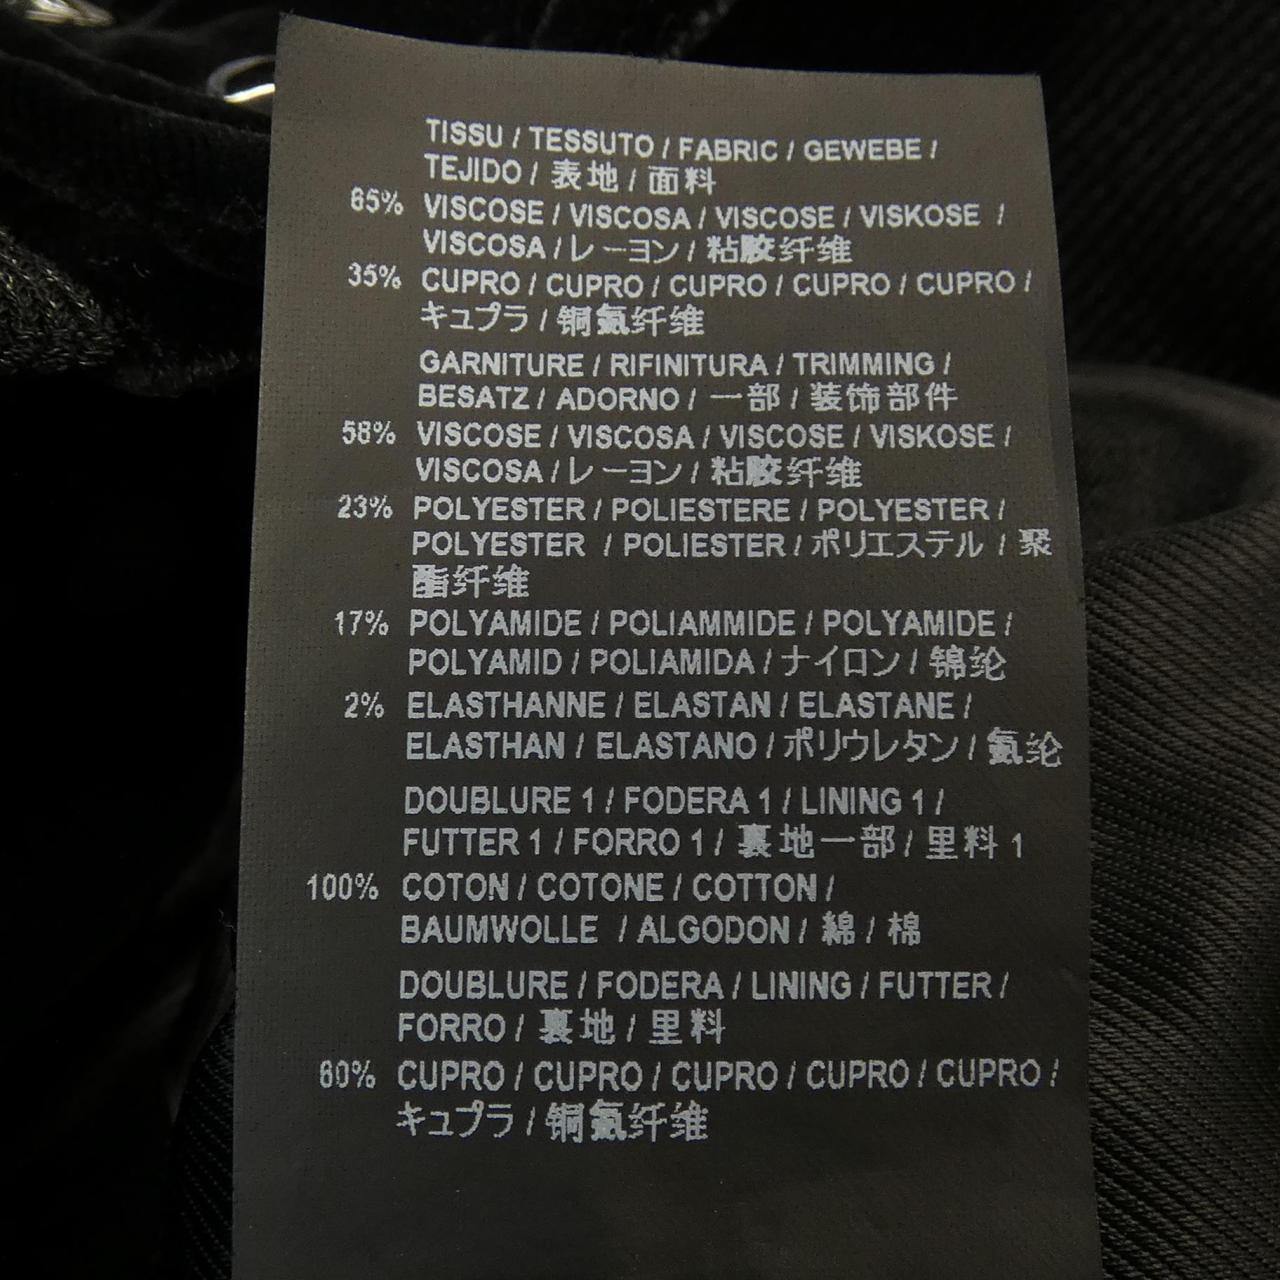 TISSU / TESSUTO / FABRIC / GEWEBE /
TEJIDO / 表地 / 面料
65% VISCOSE / VISCOSA / VISCOSE / VISKOSE /
VISCOSA / レーヨン / 粘胶纤维
35% CUPRO / CUPRO / CUPRO / CUPRO / CUPRO /
キュプラ / 铜氨纤维
GARNITURE / RIFINITURA / TRIMMING /
BESATZ / ADORNO / 一部 / 装饰部件
58% VISCOSE / VISCOSA / VISCOSE / VISKOSE /
VISCOSA / レーヨン / 粘胶纤维
23% POLYESTER / POLIESTERE / POLYESTER /
POLYESTER / POLIESTER / ポリエステル / 聚
酯纤维
17% POLYAMIDE / POLIAMMIDE / POLYAMIDE /
POLYAMID / POLIAMIDA / ナイロン / 锦纶
2% ELASTHANNE / ELASTAN / ELASTANE /
ELASTHAN / ELASTANO / ポリウレタン / 氨纶
DOUBLURE 1 / FODERA 1 / LINING 1 /
FUTTER 1 / FORRO 1 / 裏地一部 / 里料 1
100% COTON / COTONE / COTTON /
BAUMWOLLE / ALGODON / 綿 / 棉
DOUBLURE / FODERA / LINING / FUTTER /
FORRO / 裏地 / 里料
60% CUPRO / CUPRO / CUPRO / CUPRO / CUPRO /
キュプラ / 铜氨纤维